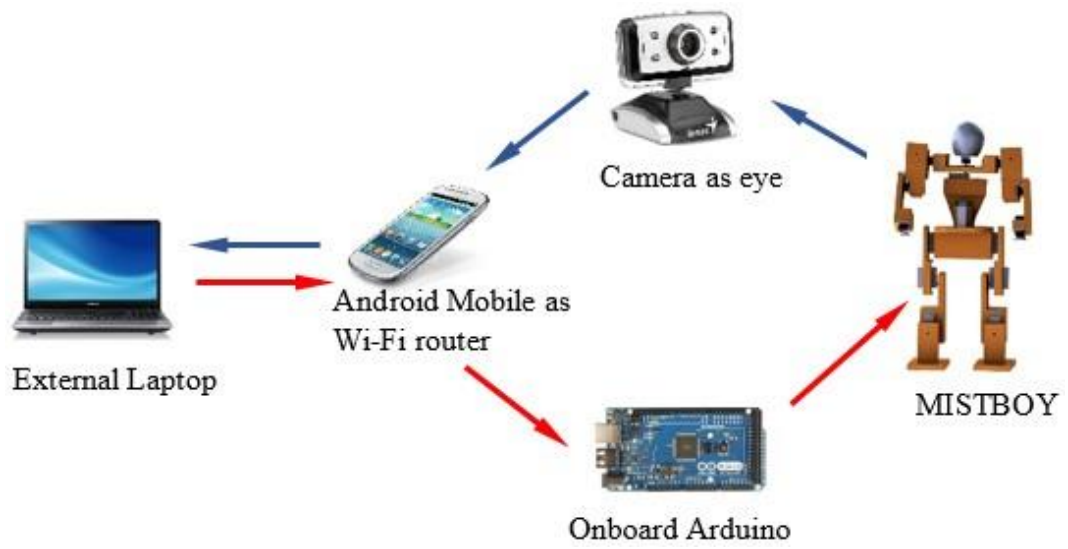 Camera as eye
Android Mobile as
Wi-Fi router
External Laptop
MISTBOY
Onboard Arduino